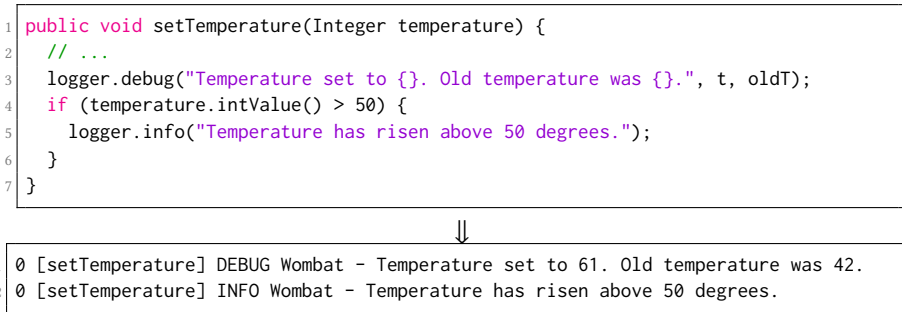 1 public void setTemperature(Integer temperature) {
2   // ...
3   logger.debug("Temperature set to {}. Old temperature was {}.", t, oldT);
4   if (temperature.intValue() > 50) {
5     logger.info("Temperature has risen above 50 degrees.");
6   }
7 }
⇓
0 [setTemperature] DEBUG Wombat - Temperature set to 61. Old temperature was 42.
0 [setTemperature] INFO Wombat - Temperature has risen above 50 degrees.